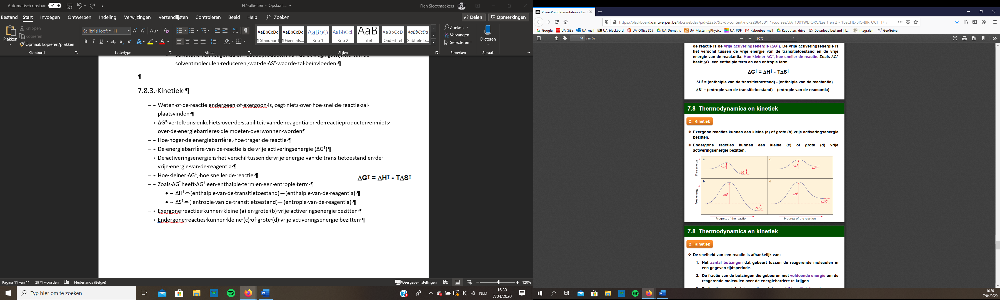 Automatisch opslaan
H7-alkenen - Opslaan...
Fien Slootmaekers
Bestand Start Invoegen Ontwerpen Indeling Verwijzingen Verzendlijsten Controleren Beeld Help Zoeken
Delen Opmerkingen
Plakken
Knippen
Kopiëren
Opmaak kopiëren/plakken
Klembord
Calibri (Hoofd 11
Lettertype
Alinea
AaBbCcDd AaBbCcDd AaBbCc AaBbCcD AaB AaBbCcD AaBbCcDd
¶ Standaard ¶ Geen afs... Kop 1 Kop 2 Titel Ondertitel Subtiele b...
Stijlen
Zoeken
Vervangen
Selecteren
Bewerken
Dicteren
Spraak
solventmoleculen·reduceren,·wat·de·ΔS°·waarde·zal·beïnvloeden·¶
¶
7.8.3.·Kinetiek·¶
Weten·of·de·reactie·endergeen·of·exergoon·is,·zegt·niets·over·hoe·snel·de·reactie·zal·
plaatsvinden·¶
ΔG°·vertelt·ons·enkel·iets·over·de·stabiliteit·van·de·reagentia·en·de·reactieproducten·en·niets·
over·de·energiebarrières·die·moeten·overwonnen·worden¶
Hoe·hoger·de·energiebarrière,·hoe·trager·de·reactie·¶
De·energiebarrière·van·de·reactie·is·de·vrije·activeringsenergie·(ΔG‡)¶
De·activeringsenergie·is·het·verschil·tussen·de·vrije·energie·van·de·transitietoestand·en·de·
vrije·energie·van·de·reagentia·¶
Hoe·kleiner·ΔG‡,·hoe·sneller·de·reactie·¶
ΔG‡ = ΔH‡ - TΔS‡
Zoals·ΔG°·heeft·ΔG‡·een·enthalpie·term·en·een·entropie·term·¶
ΔH‡·=·(enthalpie·van·de·transitietoestand)·–·(enthalpie·van·de·reagentia)·¶
ΔS‡·=·(·entropie·van·de·transitietoestand)·–·(entropie·van·de·reagentia)·¶
Exergone·reacties·kunnen·kleine·(a)·en·grote·(b)·vrije·activeringsenergie·bezitten·¶
Endergone·reacties·kunnen·kleine·(c)·of·grote·(d)·vrije·activeringsenergie·bezitten·¶
Pagina 11 van 11 2971 woorden Nederlands (België)
Weergave-instellingen
120%
Typ hier om te zoeken
NLD
16:30
7/04/2020
PowerPoint Presentation - Les
https://blackboard.uantwerpen.be/bbcswebdav/pid-2226793-dt-content-rid-22864581_1/courses/UA_1001WETORC/Les 1 en 2 - 1BaCHE-BIC-BIR_OCI_H7
Google UA_SiSa UA_mail UA_blackbord UA_Office 365 UA_Demetris UA_MasteringPhysics UA_PDF Kabouters_mail Kabouters_drive Download bestand | iL... integralen GeoGebra
44 van 52
60%
de reactie is de vrije activeringsenergie (ΔG‡). De vrije activeringsenergie is
het verschil tussen de vrije energie van de transitietoestand en de vrije
energie van de reactantia. Hoe kleiner ΔG‡, hoe sneller de reactie. Zoals ΔG°
heeft ΔG‡ een enthalpie term en een entropie term.
ΔG‡ = ΔH‡ - TΔS‡
ΔH‡ = (enthalpie van de transitietoestand) - (enthalpie van de reactantia)
ΔS‡ = (entropie van de transitietoestand) – (entropie van de reactantia)
7.8 Thermodynamica en kinetiek
C. Kinetiek
Exergone reacties kunnen een kleine (a) of grote (b) vrije activeringsenergie
bezitten.
Endergone reacties kunnen een kleine (c) of grote (d) vrije
activeringsenergie bezitten.
Free energy
a
ΔG‡
-ΔG°
c
ΔG‡
+ΔG°
Free energy
b
ΔG‡
-ΔG°
d
ΔG‡
+ΔG°
Progress of the reaction
Progress of the reaction
7.8 Thermodynamica en kinetiek
C. Kinetiek
De snelheid van een reactie is afhankelijk van:
1. Het aantal botsingen dat gebeurt tussen de reagerende moleculen in
een gegeven tijdsperiode.
2. De fractie van de botsingen die gebeuren met voldoende energie om de
reagerende moleculen over de energiebarrière te krijgen.
16:30
7/04/2020